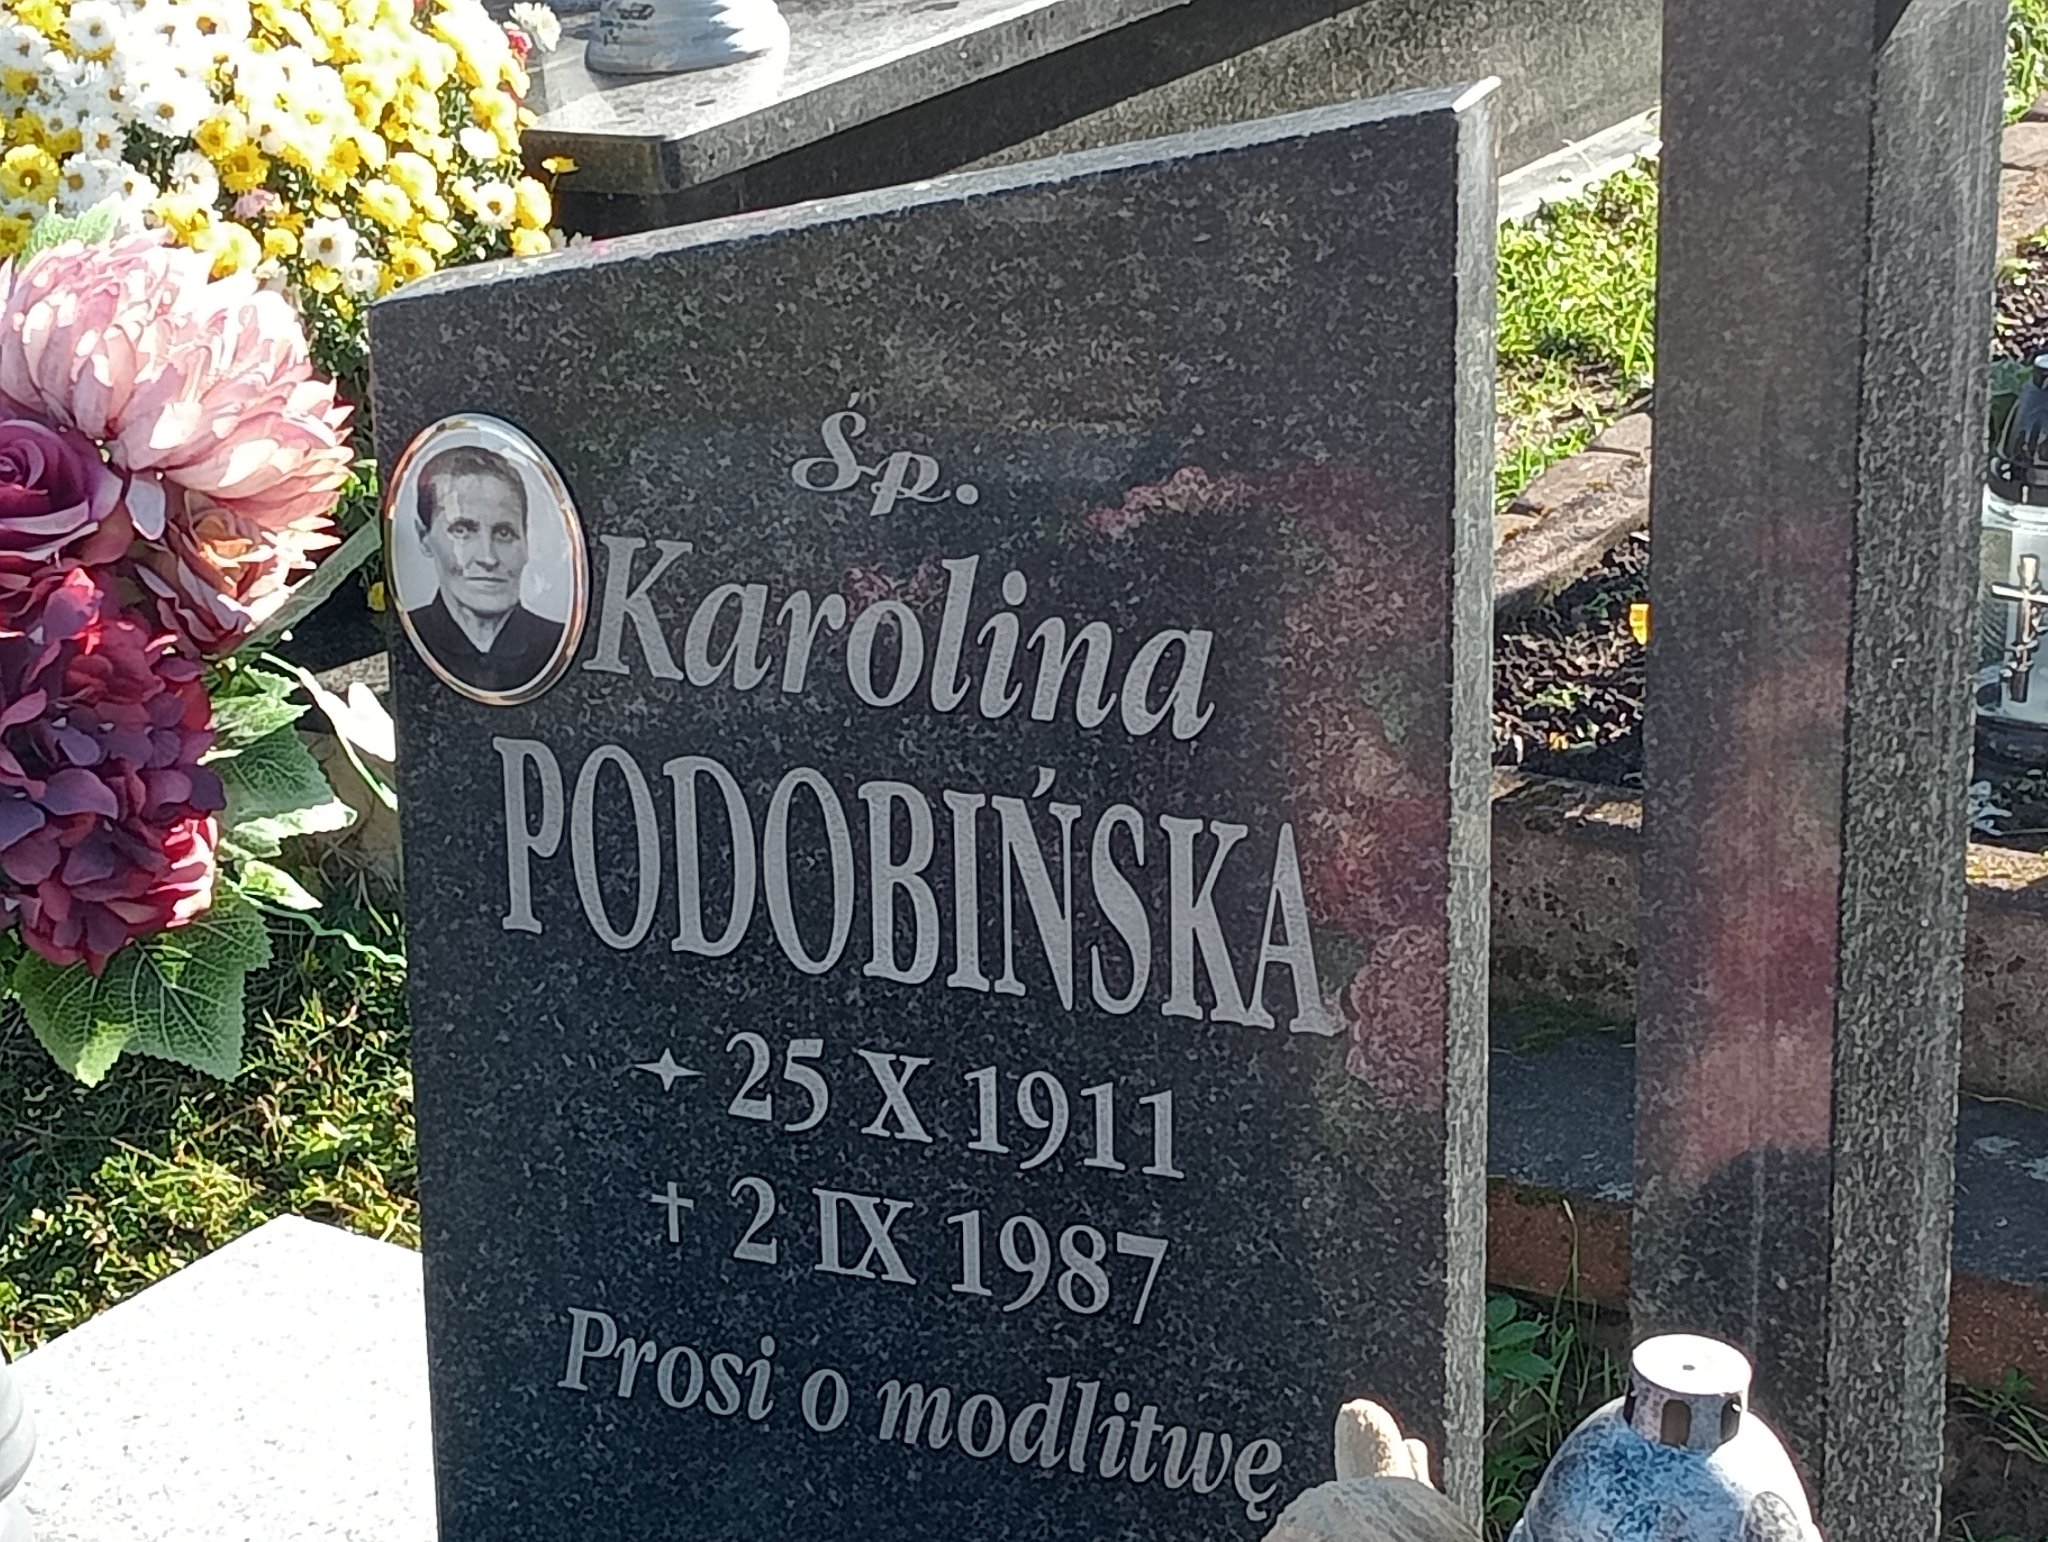 Śp.
Karolina
PODOBIŃSKA
✦ 25 X 1911
✝ 2 IX 1987
Prosi o modlitwę